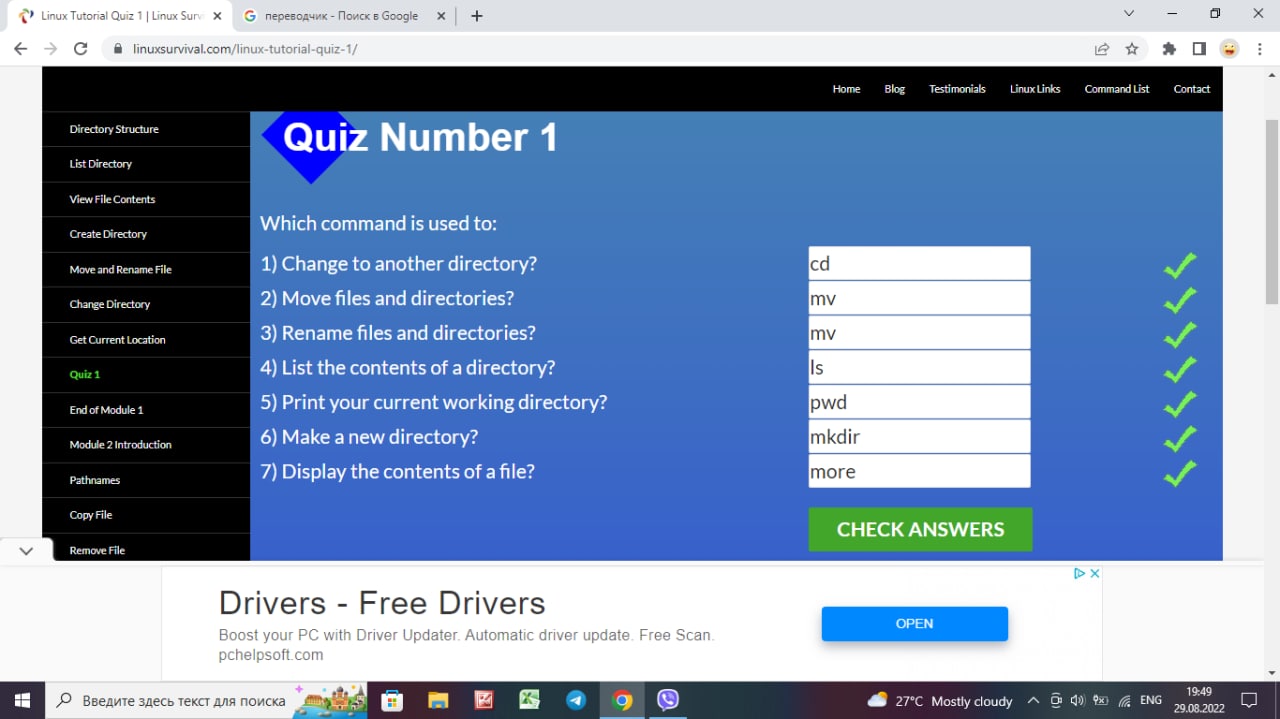 Linux Tutorial Quiz 1 | Linux Surv
переводчик - Поиск в Google
linuxsurvival.com/linux-tutorial-quiz-1/
Home Blog Testimonials Linux Links Command List Contact
Directory Structure
List Directory
View File Contents
Create Directory
Move and Rename File
Change Directory
Get Current Location
Quiz 1
End of Module 1
Module 2 Introduction
Pathnames
Copy File
Remove File
Quiz Number 1
Which command is used to:
1) Change to another directory? cd
2) Move files and directories? mv
3) Rename files and directories? mv
4) List the contents of a directory? ls
5) Print your current working directory? pwd
6) Make a new directory? mkdir
7) Display the contents of a file? more
CHECK ANSWERS
Drivers - Free Drivers
Boost your PC with Driver Updater. Automatic driver update. Free Scan.
pchelpsoft.com
OPEN
Введите здесь текст для поиска
27°C Mostly cloudy
ENG
19:49
29.08.2022